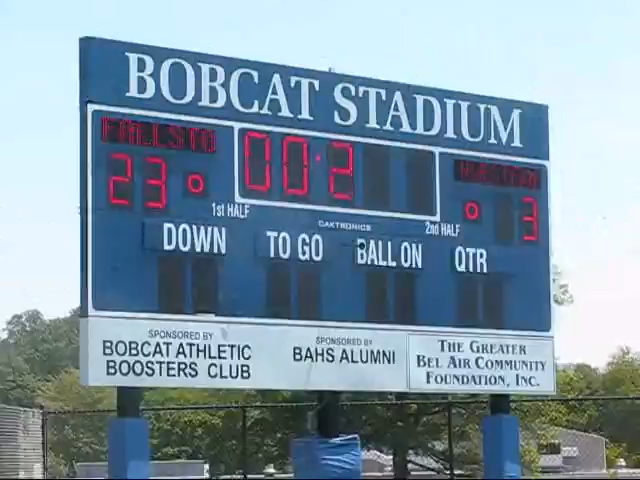 BOBCAT STADIUM
23 00:2 3
1st HALF 2nd HALF
DAKTRONICS
DOWN TO GO BALL ON QTR
SPONSORED BY
BOBCAT ATHLETIC
BOOSTERS CLUB
SPONSORED BY
BAHS ALUMNI
THE GREATER
BEL AIR COMMUNITY
FOUNDATION, INC.